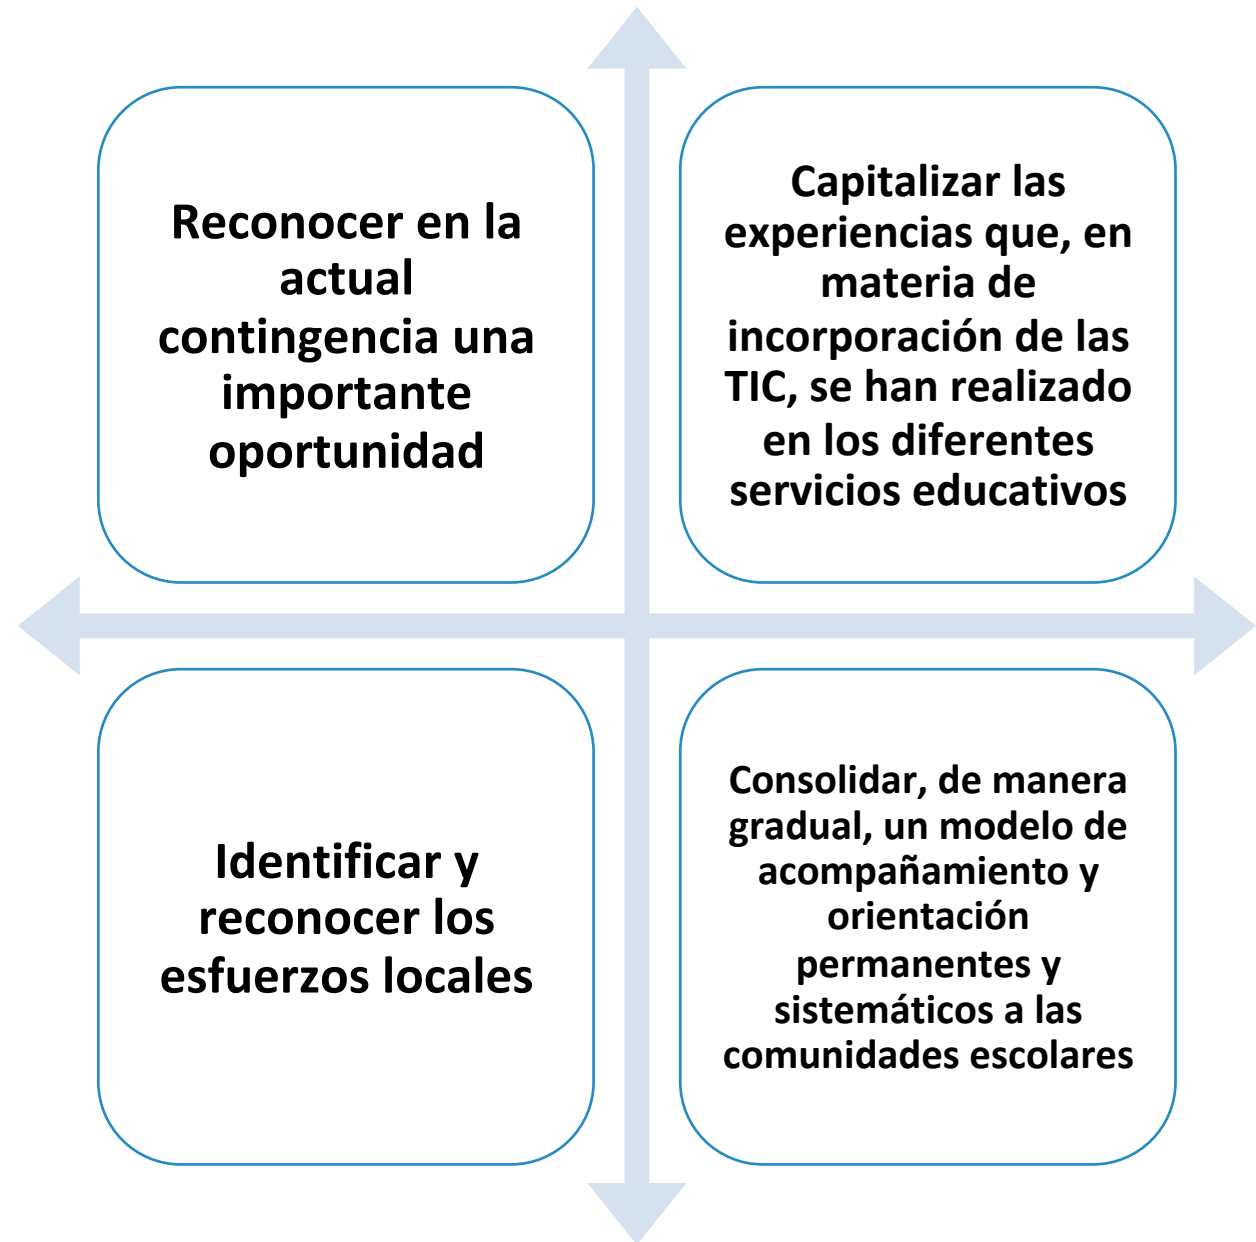 Reconocer en la
actual
contingencia una
importante
oportunidad
Capitalizar las
experiencias que, en
materia de
incorporación de las
TIC, se han realizado
en los diferentes
servicios educativos
Identificar y
reconocer los
esfuerzos locales
Consolidar, de manera
gradual, un modelo de
acompañamiento y
orientación
permanentes y
sistemáticos a las
comunidades escolares